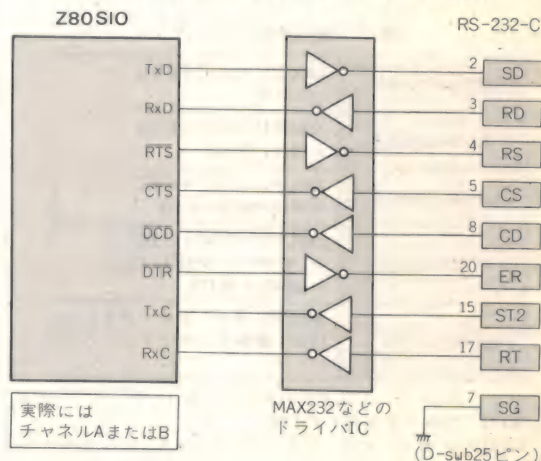 Z80SIO
RS-232-C
TxD
2
SD
RxD
3
RD
RTS
4
RS
CTS
5
CS
DCD
8
CD
DTR
20
ER
TxC
15
ST2
RxC
17
RT
7
SG
実際には
チャネルAまたはB
MAX232などの
ドライバIC
(D-sub25ピン)